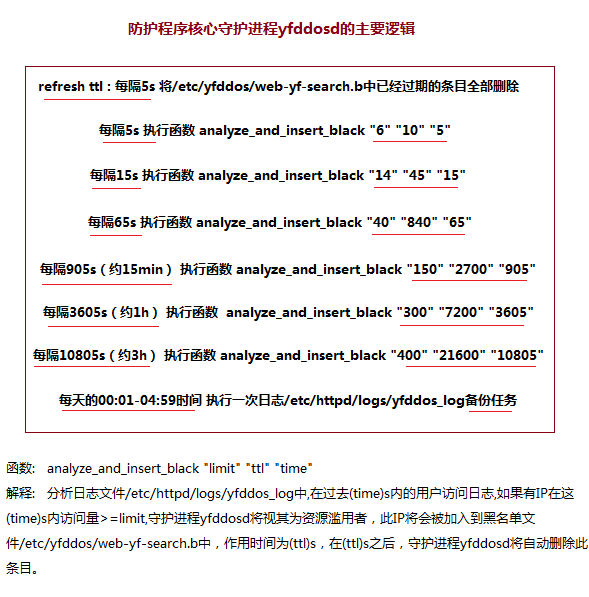 防护程序核心守护进程yfddosd的主要逻辑
refresh ttl：每隔5s 将/etc/yfddos/web-yf-search.b中已经过期的条目全部删除
每隔5s 执行函数 analyze_and_insert_black "6" "10" "5"
每隔15s 执行函数 analyze_and_insert_black "14" "45" "15"
每隔65s 执行函数 analyze_and_insert_black "40" "840" "65"
每隔905s（约15min） 执行函数 analyze_and_insert_black "150" "2700" "905"
每隔3605s（约1h） 执行函数 analyze_and_insert_black "300" "7200" "3605"
每隔10805s（约3h） 执行函数 analyze_and_insert_black "400" "21600" "10805"
每天的00:01-04:59时间 执行一次日志/etc/httpd/logs/yfddos_log备份任务
函数: analyze_and_insert_black "limit" "ttl" "time"
解释: 分析日志文件/etc/httpd/logs/yfddos_log中,在过去(time)s内的用户访问日志,如果有IP在这
(time)s内访问量>=limit,守护进程yfddosd将视其为资源滥用者，此IP将会被加入到黑名单文
件/etc/yfddos/web-yf-search.b中，作用时间为(ttl)s，在(ttl)s之后，守护进程yfddosd将自动删除此
条目。